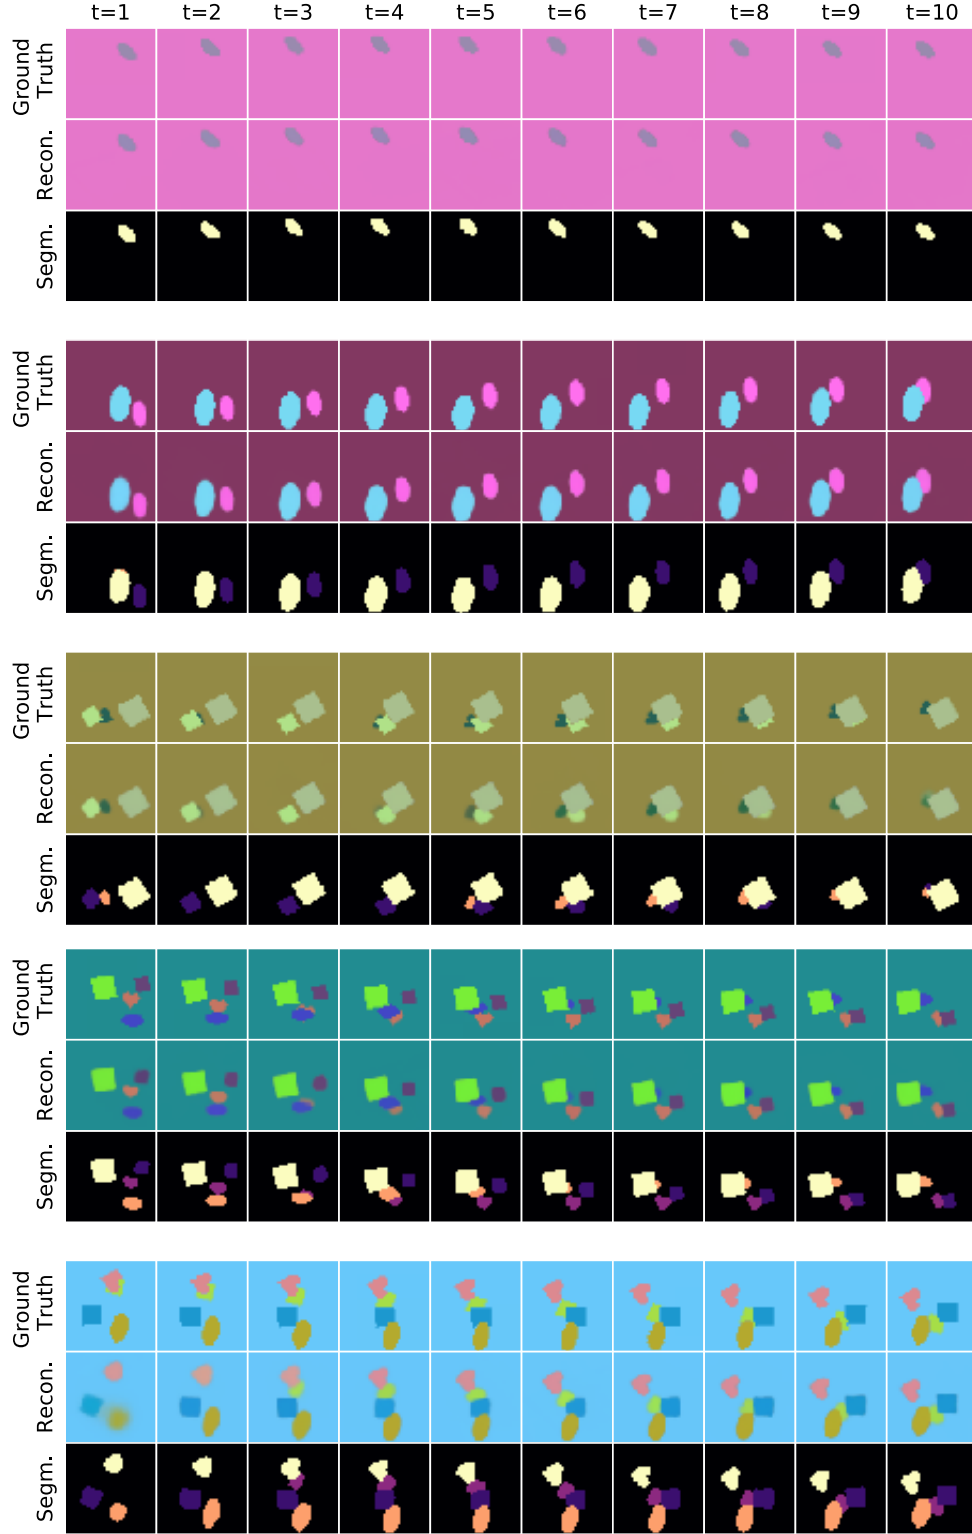 t=1 t=2 t=3 t=4 t=5 t=6 t=7 t=8 t=9 t=10
Ground
Truth
Recon.
Segm.
Ground
Truth
Recon.
Segm.
Ground
Truth
Recon.
Segm.
Ground
Truth
Recon.
Segm.
Ground
Truth
Recon.
Segm.